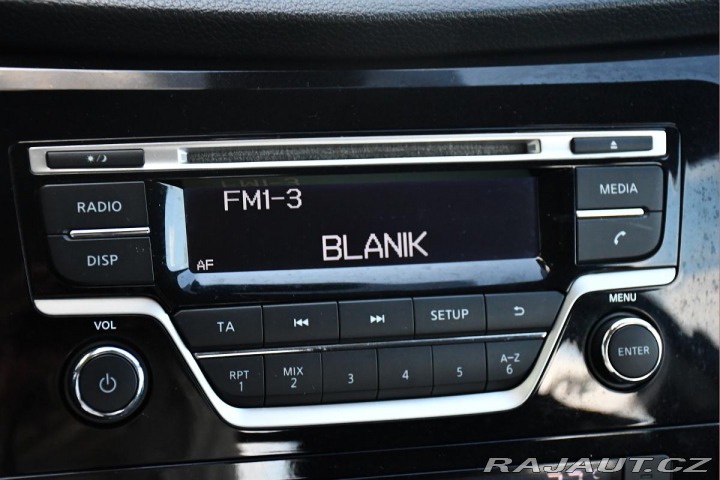 FM1-3
BLANIK
AF
RADIO
DISP
MEDIA
VOL
TA
SETUP
MENU
RPT
1
MIX
2
3
4
5
A-Z
6
ENTER
RAJAUT.CZ